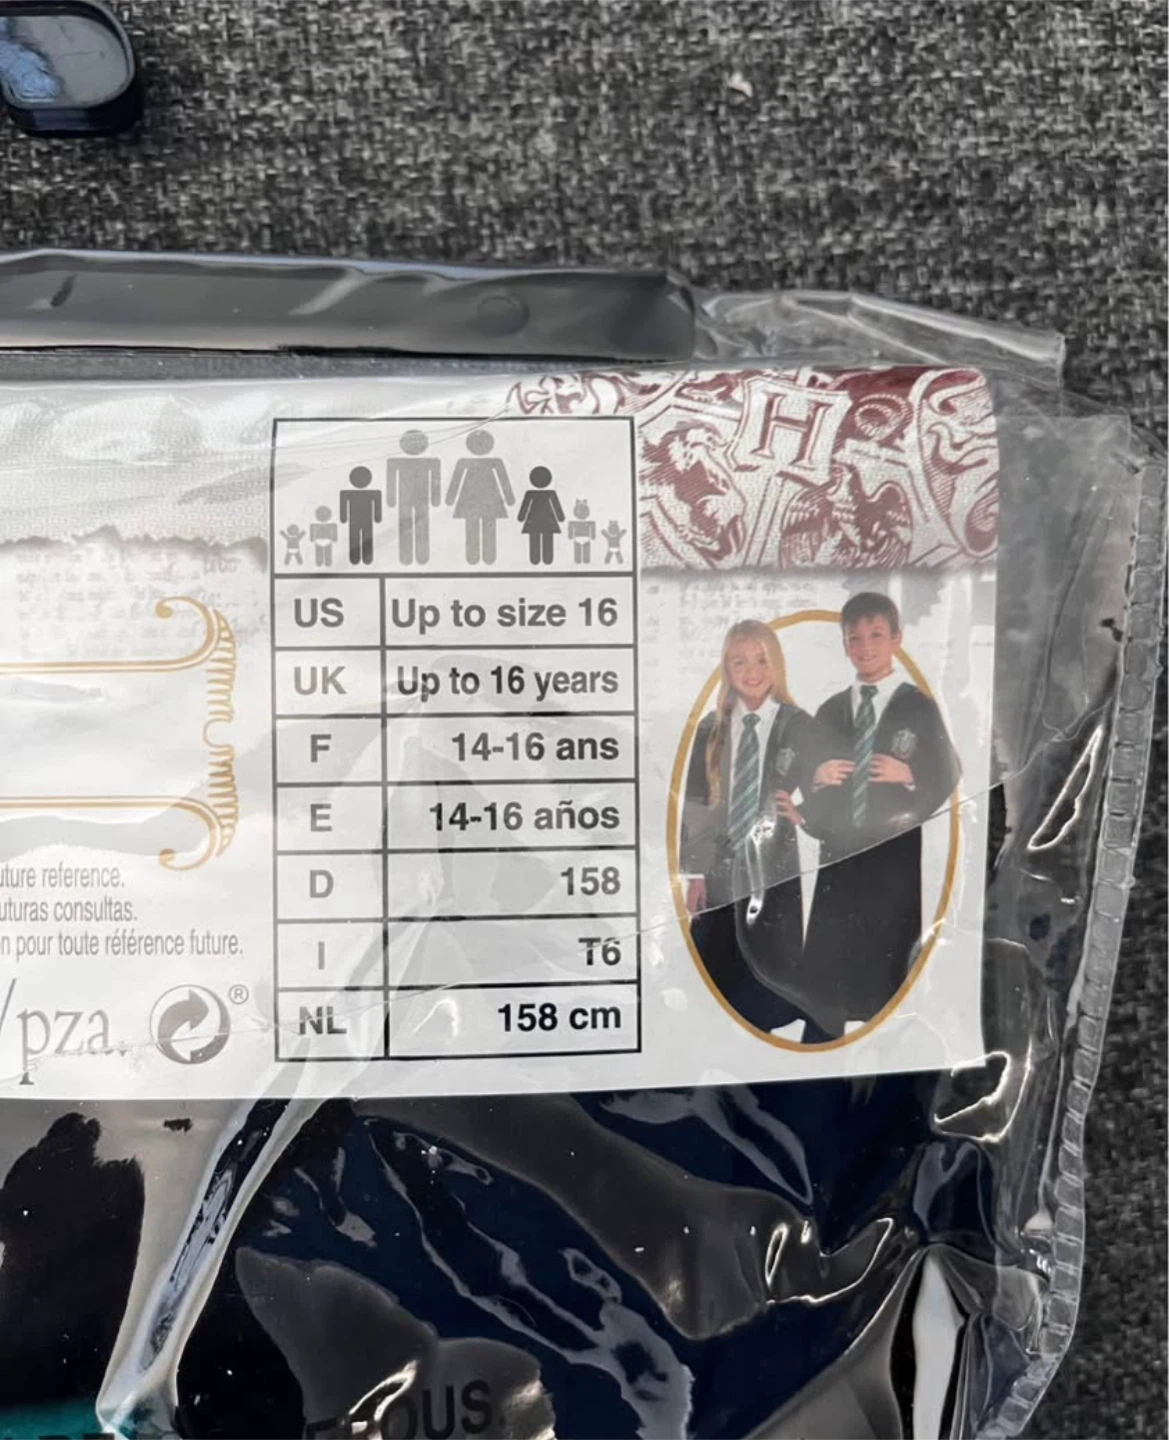 H
US Up to size 16
UK Up to 16 years
F 14-16 ans
E 14-16 años
D 158
I T6
NL 158 cm
uture reference.
uturas consultas.
n pour toute référence future.
/pza. ®
OUS.